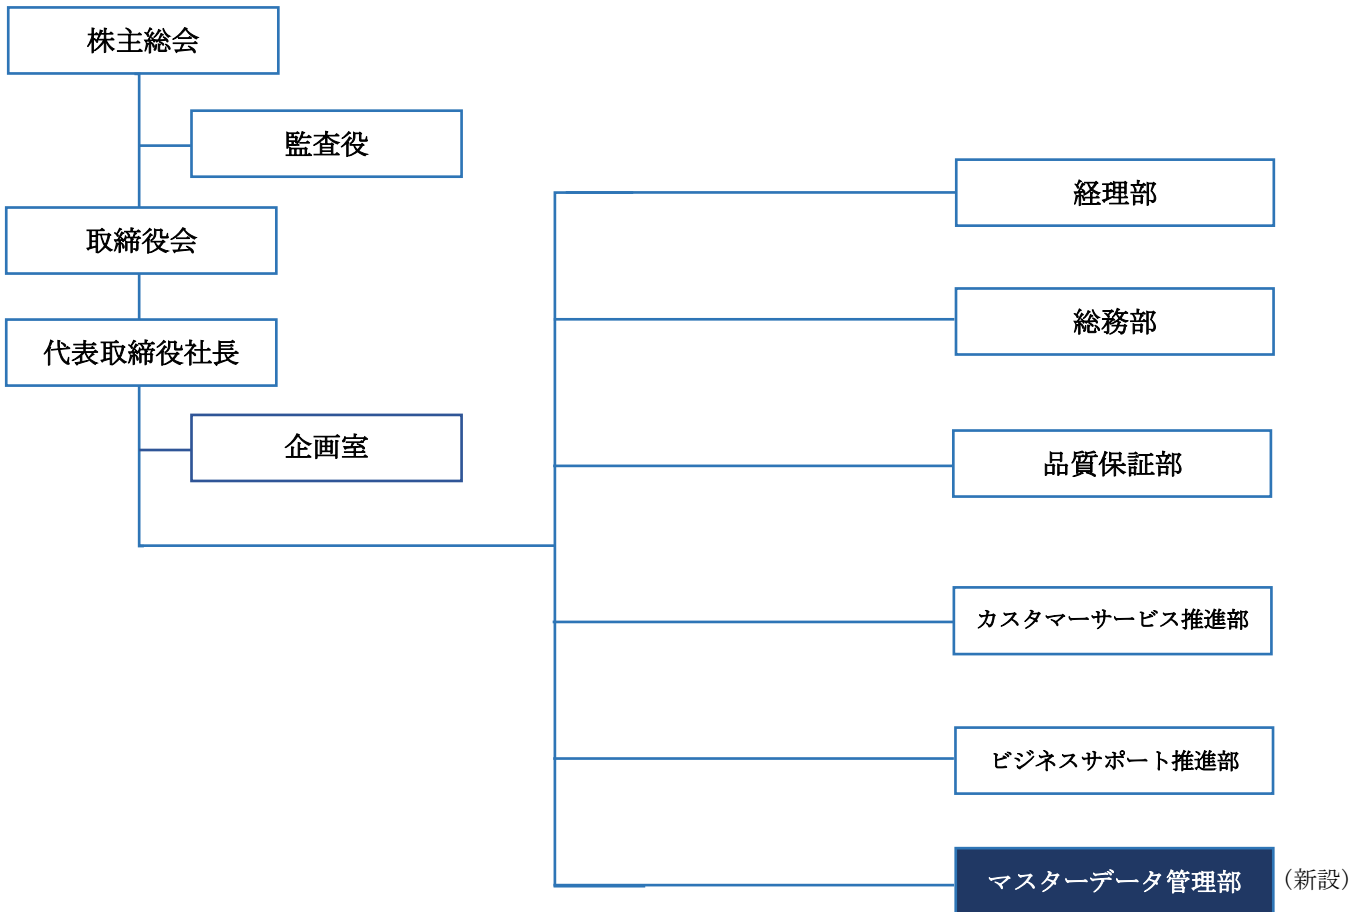 株主総会
監査役
取締役会
代表取締役社長
企画室
経理部
総務部
品質保証部
カスタマーサービス推進部
ビジネスサポート推進部
マスターデータ管理部 （新設）